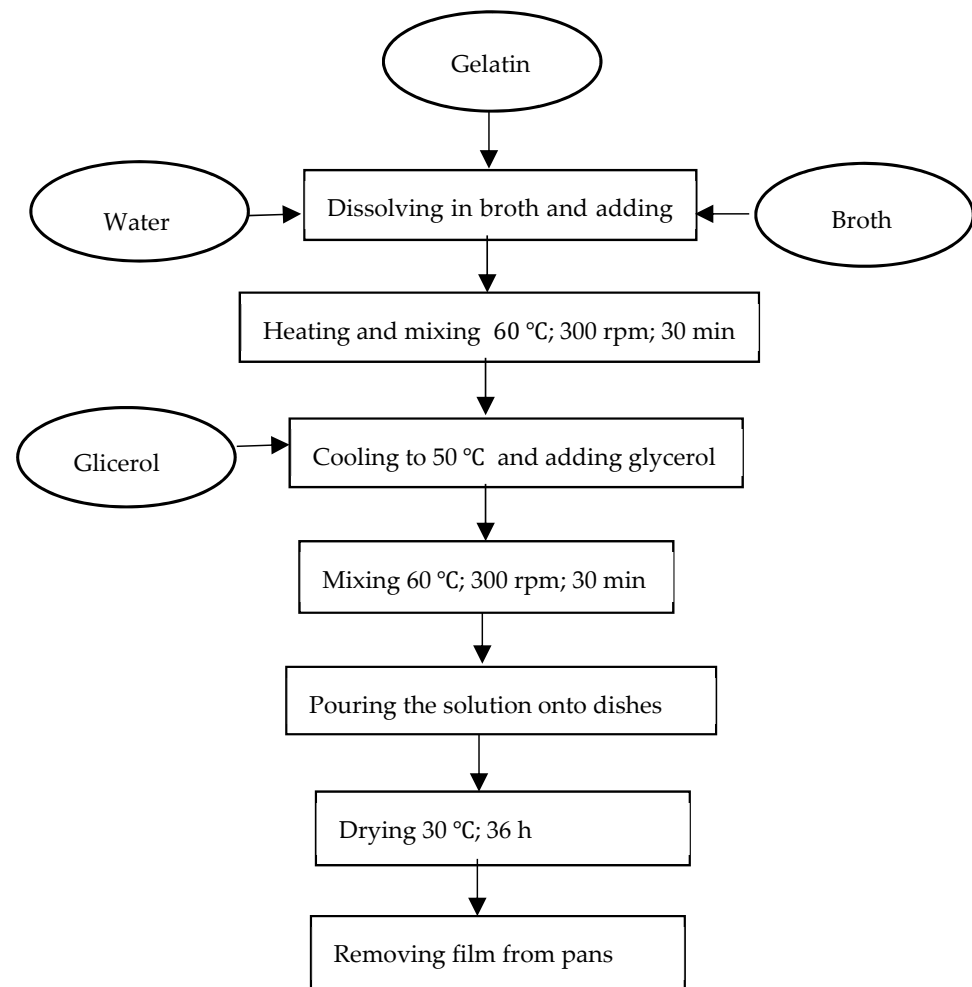 Gelatin
Water
Dissolving in broth and adding
Broth
Heating and mixing 60 °C; 300 rpm; 30 min
Glicerol
Cooling to 50 °C and adding glycerol
Mixing 60 °C; 300 rpm; 30 min
Pouring the solution onto dishes
Drying 30 °C; 36 h
Removing film from pans